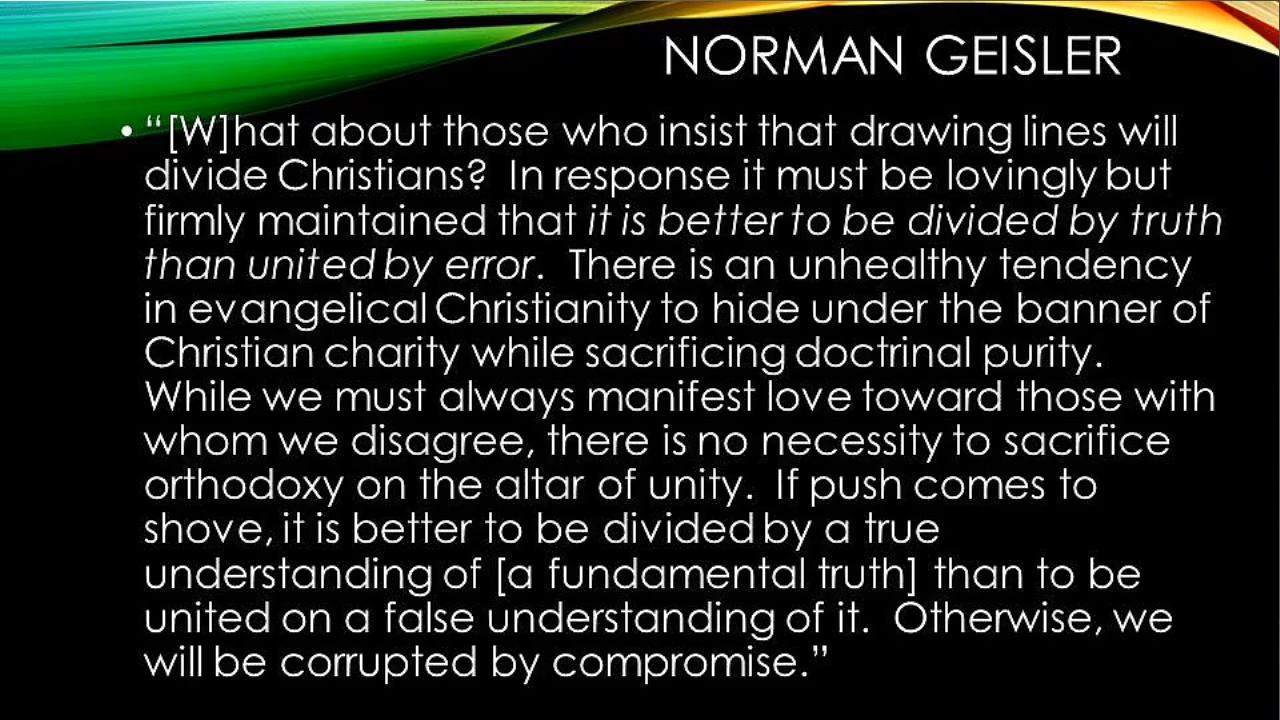 NORMAN GEISLER
• “[W]hat about those who insist that drawing lines will
divide Christians?  In response it must be lovingly but
firmly maintained that it is better to be divided by truth
than united by error.  There is an unhealthy tendency
in evangelical Christianity to hide under the banner of
Christian charity while sacrificing doctrinal purity.
While we must always manifest love toward those with
whom we disagree, there is no necessity to sacrifice
orthodoxy on the altar of unity.  If push comes to
shove, it is better to be divided by a true
understanding of [a fundamental truth] than to be
united on a false understanding of it.  Otherwise, we
will be corrupted by compromise.”